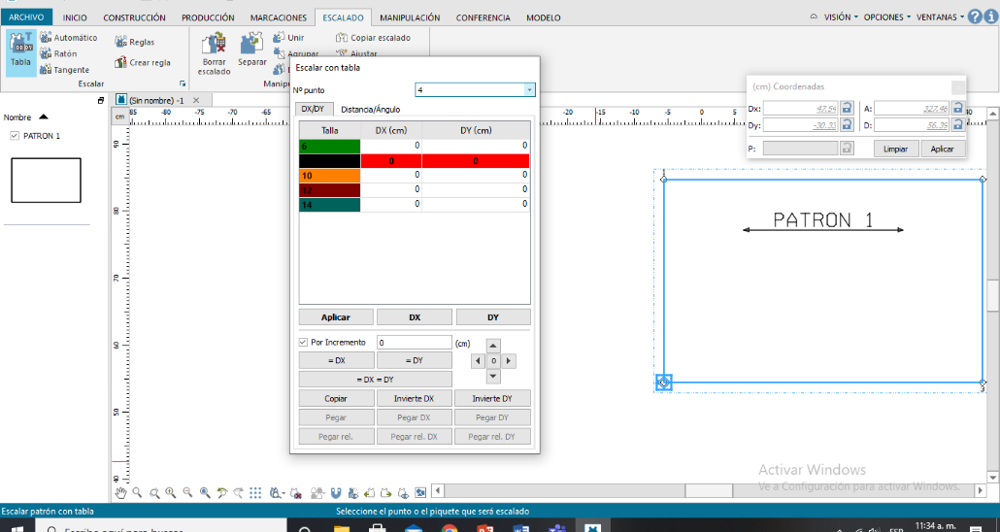 ARCHIVO INICIO CONSTRUCCIÓN PRODUCCIÓN MARCACIONES ESCALADO MANIPULACIÓN CONFERENCIA MODELO VISIÓN OPCIONES VENTANAS
Tabla
Automático
Ratón
Tangente
Reglas
Crear regla
Escalar
Borrar escalado
Separar
Unir
Agrupar
Copiar escalado
Ajustar
(Sin nombre) -1
Nombre
PATRON 1
cm
-85 -80 -75 -70 -65 -20 -15 -10 -5 0 5 10
90
80
70
60
50
40
Escalar con tabla
Nº punto 4
DX/DY Distancia/Ángulo
Talla DX (cm) DY (cm)
6 0 0
0 0
10 0 0
12 0 0
14 0 0
Aplicar DX DY
Por Incremento 0 (cm)
= DX = DY
0
= DX = DY
Copiar Invierte DX Invierte DY
Pegar Pegar DX Pegar DY
Pegar rel. Pegar rel. DX Pegar rel. DY
(cm) Coordenadas
Dx: 47.54 A: 327.46
Dy: -30.33 D: 56.39
P: Limpiar Aplicar
1
PATRON 1
3
Activar Windows
Ve a Configuración para activar Windows.
Escalar patrón con tabla Seleccione el punto o el piquete que será escalado
Escribe aquí para buscar
ESP
11:34 a. m.